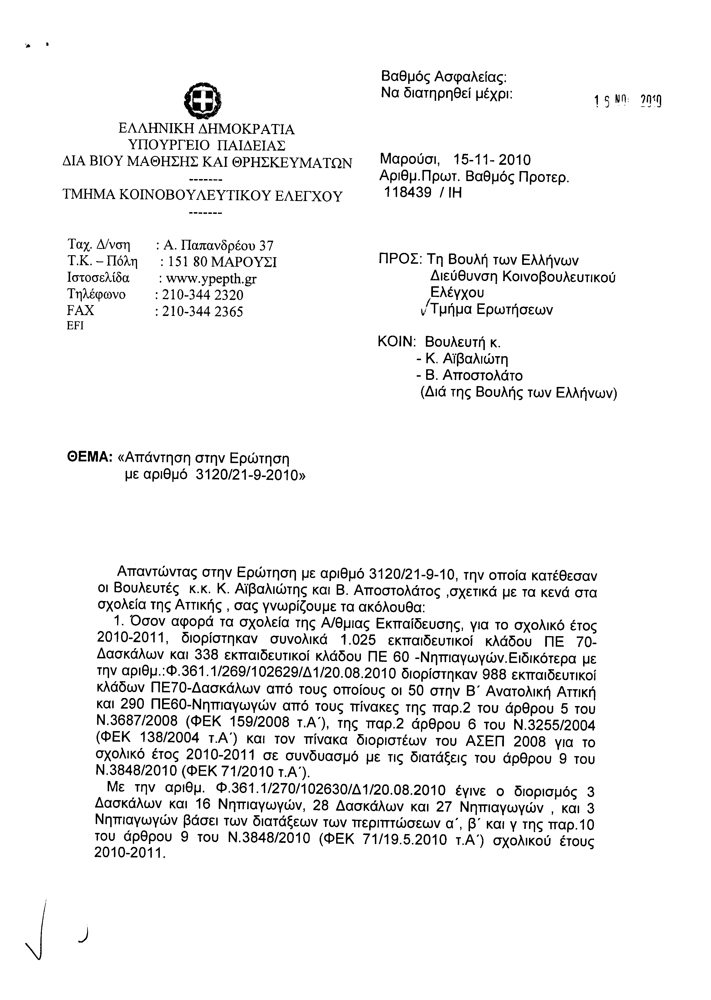 Βαθμός Ασφαλείας:
Να διατηρηθεί μέχρι:
2010
ΕΛΛΗΝΙΚΗ ΔΗΜΟΚΡΑΤΙΑ
ΥΠΟΥΡΓΕΙΟ ΠΑΙΔΕΙΑΣ
ΔΙΑ ΒΙΟΥ ΜΑΘΗΣΗΣ ΚΑΙ ΘΡΗΣΚΕΥΜΑΤΩΝ
-------
ΤΜΗΜΑ ΚΟΙΝΟΒΟΥΛΕΥΤΙΚΟΥ ΕΛΕΓΧΟΥ
-------
Μαρούσι, 15-11- 2010
Αριθμ.Πρωτ. Βαθμός Προτερ.
118439 / ΙΗ
Ταχ. Δ/νση : Α. Παπανδρέου 37
Τ.Κ. – Πόλη : 151 80 ΜΑΡΟΥΣΙ
Ιστοσελίδα : www.ypepth.gr
Τηλέφωνο : 210-344 2320
FAX : 210-344 2365
EFI
ΠΡΟΣ: Τη Βουλή των Ελλήνων
Διεύθυνση Κοινοβουλευτικού
Ελέγχου
Τμήμα Ερωτήσεων
ΚΟΙΝ: Βουλευτή κ.
- Κ. Αϊβαλιώτη
- Β. Αποστολάτο
(Διά της Βουλής των Ελλήνων)
ΘΕΜΑ: «Απάντηση στην Ερώτηση
με αριθμό 3120/21-9-2010»
Απαντώντας στην Ερώτηση με αριθμό 3120/21-9-10, την οποία κατέθεσαν
οι Βουλευτές κ.κ. Κ. Αϊβαλιώτης και Β. Αποστολάτος ,σχετικά με τα κενά στα
σχολεία της Αττικής , σας γνωρίζουμε τα ακόλουθα:
1. Όσον αφορά τα σχολεία της Α/θμιας Εκπαίδευσης, για το σχολικό έτος
2010-2011, διορίστηκαν συνολικά 1.025 εκπαιδευτικοί κλάδου ΠΕ 70-
Δασκάλων και 338 εκπαιδευτικοί κλάδου ΠΕ 60 -Νηπιαγωγών.Ειδικότερα με
την αριθμ.:Φ.361.1/269/102629/Δ1/20.08.2010 διορίστηκαν 988 εκπαιδευτικοί
κλάδων ΠΕ70-Δασκάλων από τους οποίους οι 50 στην Β΄ Ανατολική Αττική
και 290 ΠΕ60-Νηπιαγωγών από τους πίνακες της παρ.2 του άρθρου 5 του
Ν.3687/2008 (ΦΕΚ 159/2008 τ.Α΄), της παρ.2 άρθρου 6 του Ν.3255/2004
(ΦΕΚ 138/2004 τ.Α΄) και τον πίνακα διοριστέων του ΑΣΕΠ 2008 για το
σχολικό έτος 2010-2011 σε συνδυασμό με τις διατάξεις του άρθρου 9 του
Ν.3848/2010 (ΦΕΚ 71/2010 τ.Α΄).
Με την αριθμ. Φ.361.1/270/102630/Δ1/20.08.2010 έγινε ο διορισμός 3
Δασκάλων και 16 Νηπιαγωγών, 28 Δασκάλων και 27 Νηπιαγωγών , και 3
Νηπιαγωγών βάσει των διατάξεων των περιπτώσεων α΄, β΄ και γ της παρ.10
του άρθρου 9 του Ν.3848/2010 (ΦΕΚ 71/19.5.2010 τ.Α΄) σχολικού έτους
2010-2011.